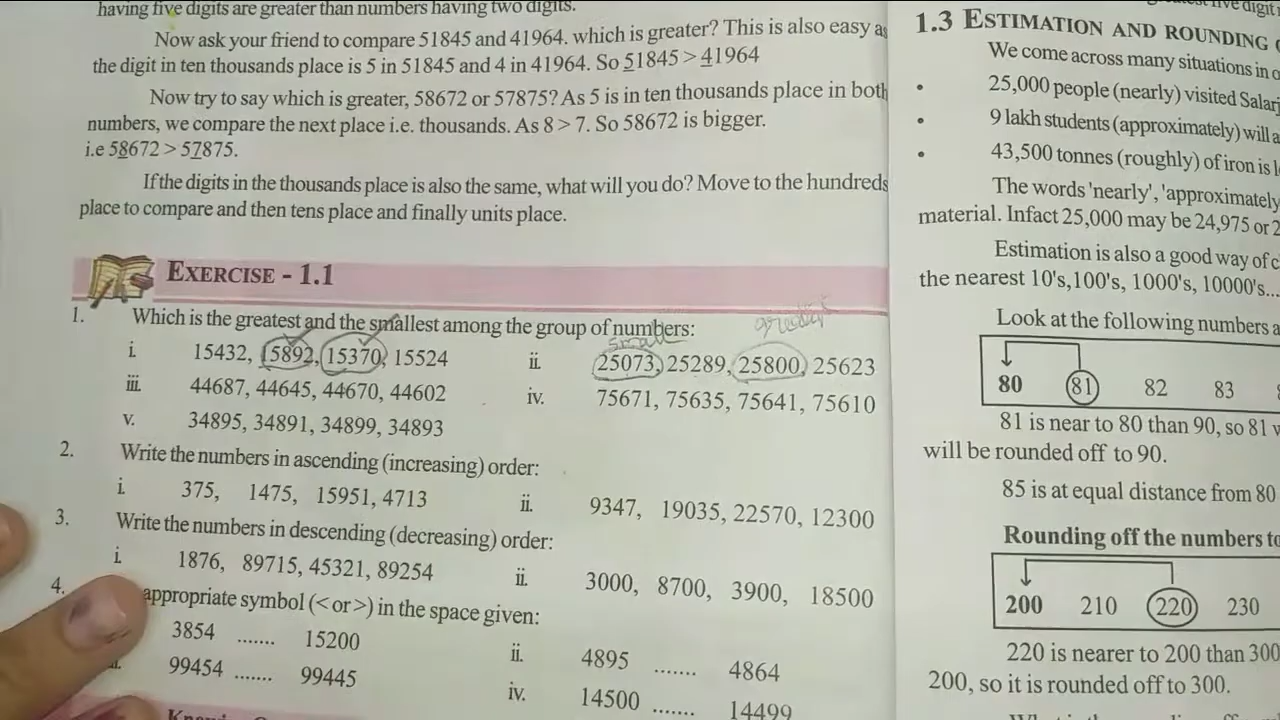 having five digits are greater than numbers having two digits.
Now ask your friend to compare 51845 and 41964. which is greater? This is also easy as
the digit in ten thousands place is 5 in 51845 and 4 in 41964. So 51845 > 41964
Now try to say which is greater, 58672 or 57875? As 5 is in ten thousands place in both
numbers, we compare the next place i.e. thousands. As 8 > 7. So 58672 is bigger.
i.e 58672 > 57875.
If the digits in the thousands place is also the same, what will you do? Move to the hundreds
place to compare and then tens place and finally units place.
EXERCISE - 1.1
1. Which is the greatest and the smallest among the group of numbers:
small
i. 15432, 15892, 15370, 15524 ii. 25073, 25289, 25800, 25623
iii. 44687, 44645, 44670, 44602 iv. 75671, 75635, 75641, 75610
v. 34895, 34891, 34899, 34893
2. Write the numbers in ascending (increasing) order:
i. 375, 1475, 15951, 4713 ii. 9347, 19035, 22570, 12300
3. Write the numbers in descending (decreasing) order:
i. 1876, 89715, 45321, 89254 ii. 3000, 8700, 3900, 18500
4. appropriate symbol (< or >) in the space given:
3854 ....... 15200 ii. 4895 ....... 4864
99454 ....... 99445 iv. 14500 ....... 14499
1.3 ESTIMATION AND ROUNDING
We come across many situations in
• 25,000 people (nearly) visited
• 9 lakh students (approximately) will
• 43,500 tonnes (roughly) of iron is
The words 'nearly', 'approximately
material. Infact 25,000 may be 24,975 or
Estimation is also a good way of
the nearest 10's, 100's, 1000's, 10000's...
Look at the following numbers
80 81 82 83
81 is near to 80 than 90, so 81
will be rounded off to 90.
85 is at equal distance from 80
Rounding off the numbers to
200 210 220 230
220 is nearer to 200 than 300
200, so it is rounded off to 300.